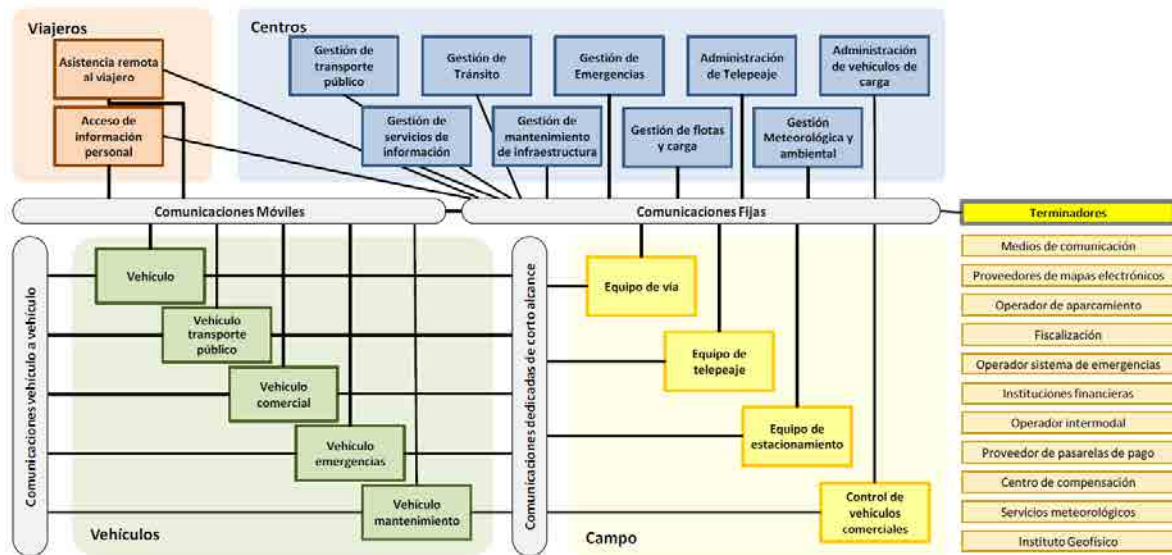 Viajeros
Asistencia remota
al viajero
Acceso de
información
personal
Centros
Gestión de
transporte
público
Gestión de
Tránsito
Gestión de
Emergencias
Administración
de Telepeaje
Administración
de vehículos de
carga
Gestión de
servicios de
información
Gestión de
mantenimiento
de infraestructura
Gestión de flotas
y carga
Gestión
Meteorológica y
ambiental
Comunicaciones Móviles
Comunicaciones Fijas
Comunicaciones vehículo a vehículo
Vehículo
Vehículo
transporte
público
Vehículo
comercial
Vehículo
emergencias
Vehículo
mantenimiento
Vehículos
Comunicaciones dedicadas de corto alcance
Equipo de vía
Equipo de
telepeaje
Equipo de
estacionamiento
Control de
vehículos
comerciales
Campo
Terminadores
Medios de comunicación
Proveedores de mapas electrónicos
Operador de aparcamiento
Fiscalización
Operador sistema de emergencias
Instituciones financieras
Operador intermodal
Proveedor de pasarelas de pago
Centro de compensación
Servicios meteorológicos
Instituto Geofísico